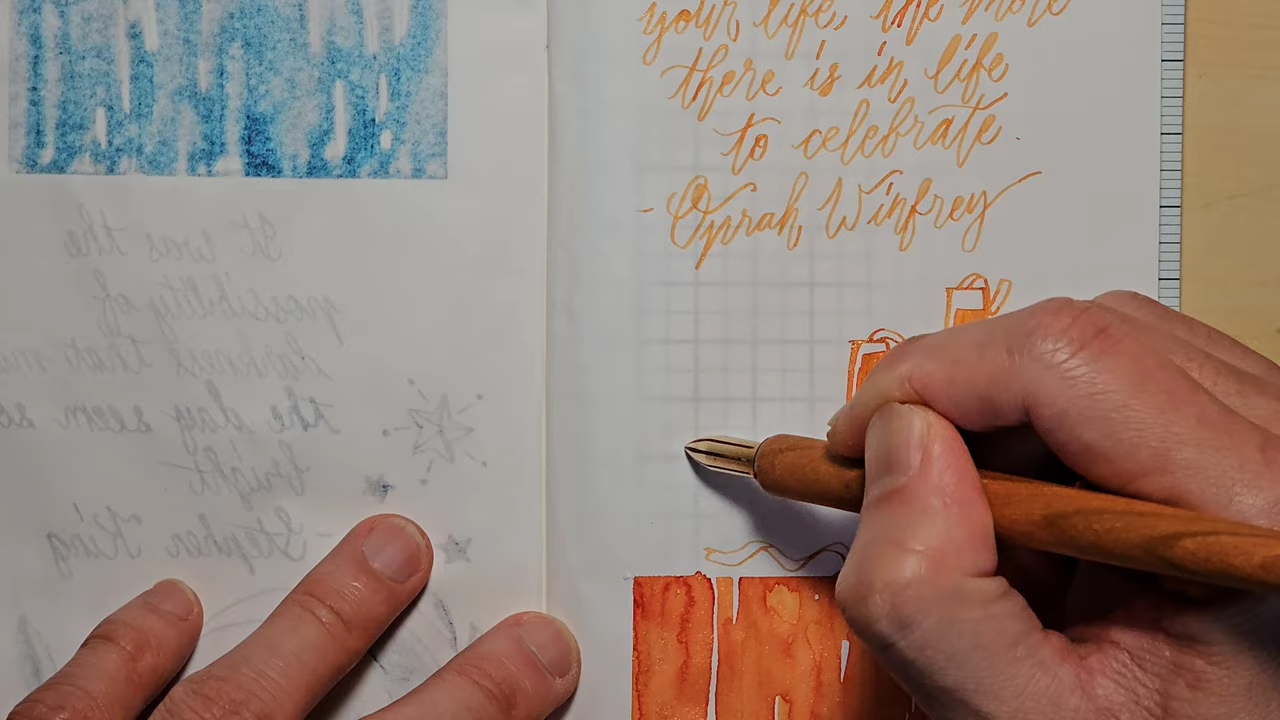 It was the
possibility of
darkness that ma
the day seem so
bright
- Stephen King
your life, the more
there is in life
to celebrate
- Oprah Winfrey